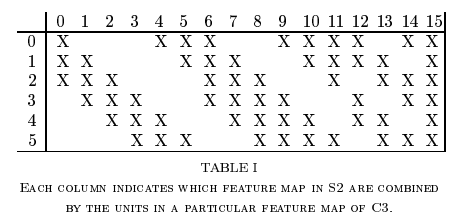 0 1 2 3 4 5 6 7 8 9 10 11 12 13 14 15
0 X X X X X X X X X X
1 X X X X X X X X X X
2 X X X X X X X X X X
3 X X X X X X X X X X
4 X X X X X X X X X X
5 X X X X X X X X X X
TABLE I
Each column indicates which feature map in S2 are combined
by the units in a particular feature map of C3.